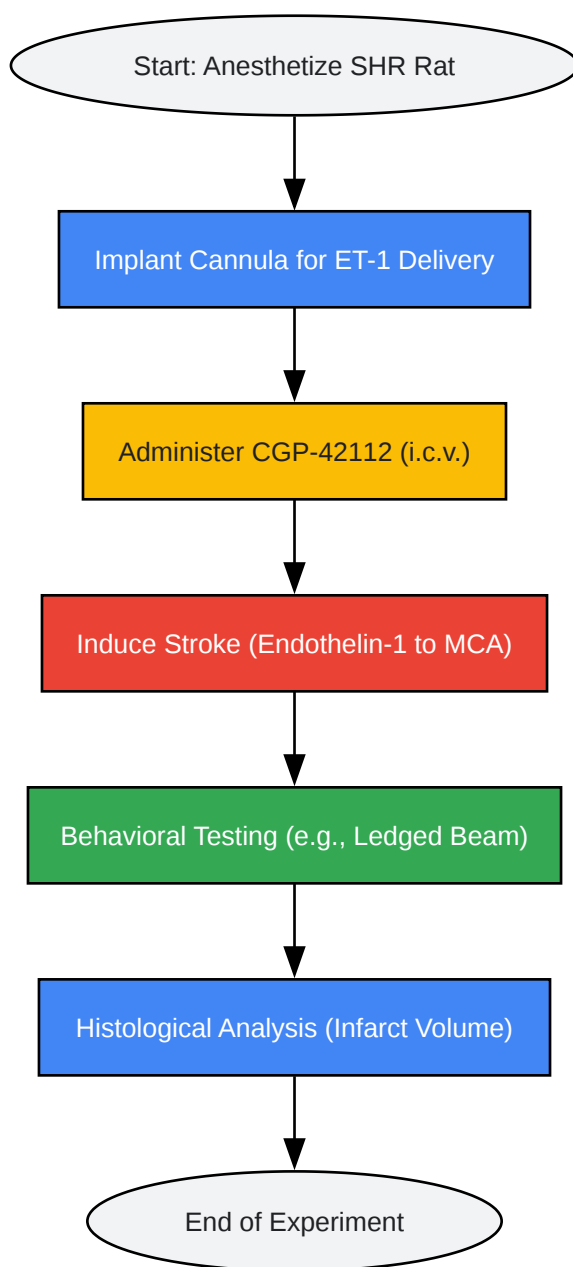 Start: Anesthetize SHR Rat
Implant Cannula for ET-1 Delivery
Administer CGP-42112 (i.c.v.)
Induce Stroke (Endothelin-1 to MCA)
Behavioral Testing (e.g., Ledged Beam)
Histological Analysis (Infarct Volume)
End of Experiment